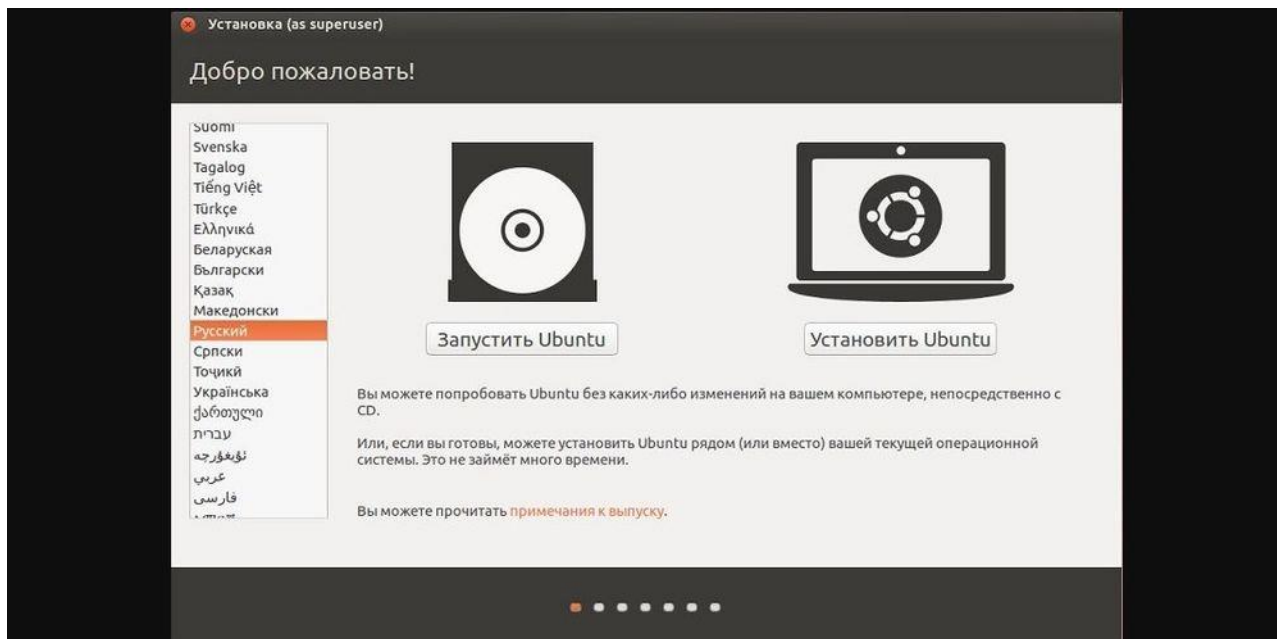 Установка (as superuser)
Добро пожаловать!
Suomi
Svenska
Tagalog
Tiếng Việt
Türkçe
Ελληνικά
Беларуская
Български
Қазақ
Македонски
Русский
Српски
Тоҷикӣ
Українська
ქართული
עברית
ئۇيغۇرچە
عربي
فارسی
Запустить Ubuntu
Установить Ubuntu
Вы можете попробовать Ubuntu без каких-либо изменений на вашем компьютере, непосредственно с
CD.
Или, если вы готовы, можете установить Ubuntu рядом (или вместо) вашей текущей операционной
системы. Это не займёт много времени.
Вы можете прочитать примечания к выпуску.